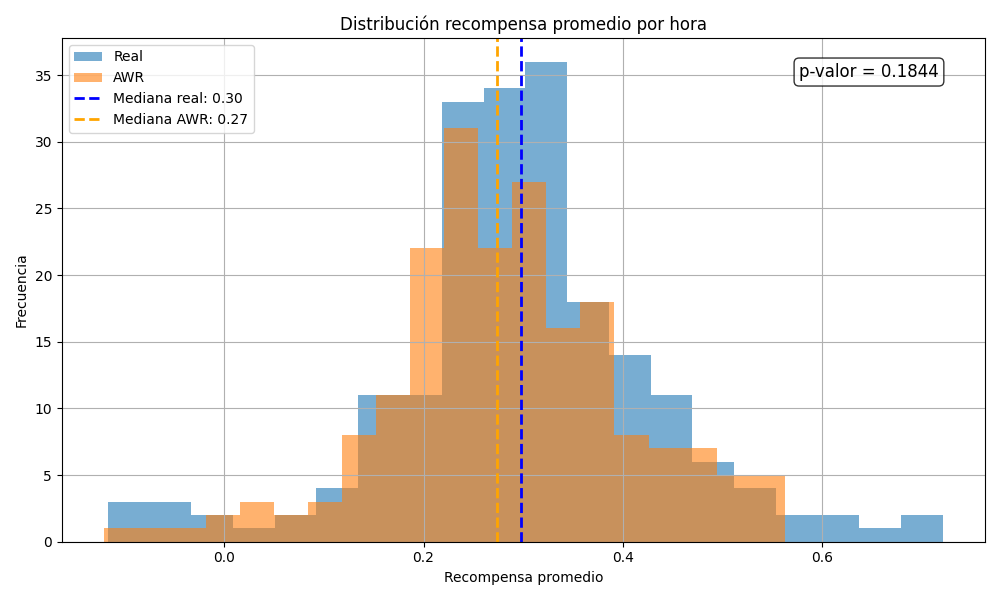 Distribución recompensa promedio por hora
Real
AWR
Mediana real: 0.30
Mediana AWR: 0.27
p-valor = 0.1844
Frecuencia
35
30
25
20
15
10
5
0
0.0 0.2 0.4 0.6
Recompensa promedio